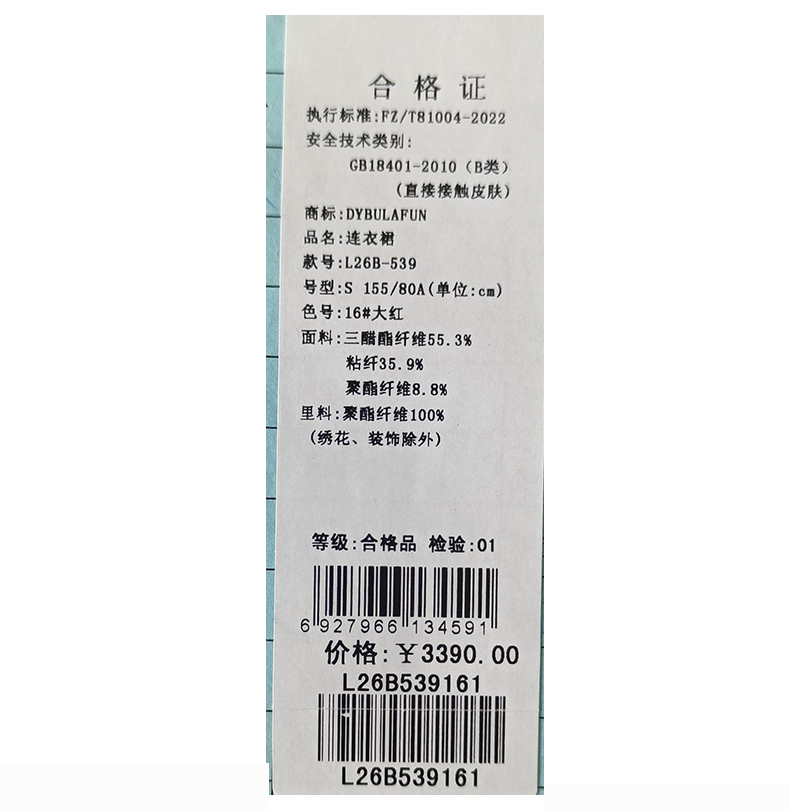 合格证
执行标准:FZ/T81004-2022
安全技术类别:
GB18401-2010（B类）
（直接接触皮肤）
商标:DYBULAFUN
品名:连衣裙
款号:L26B-539
号型:S 155/80A(单位:cm)
色号:16#大红
面料:三醋酯纤维55.3%
粘纤35.9%
聚酯纤维8.8%
里料:聚酯纤维100%
（绣花、装饰除外）
等级:合格品 检验:01
6 927966 134591
价格:￥3390.00
L26B539161
L26B539161